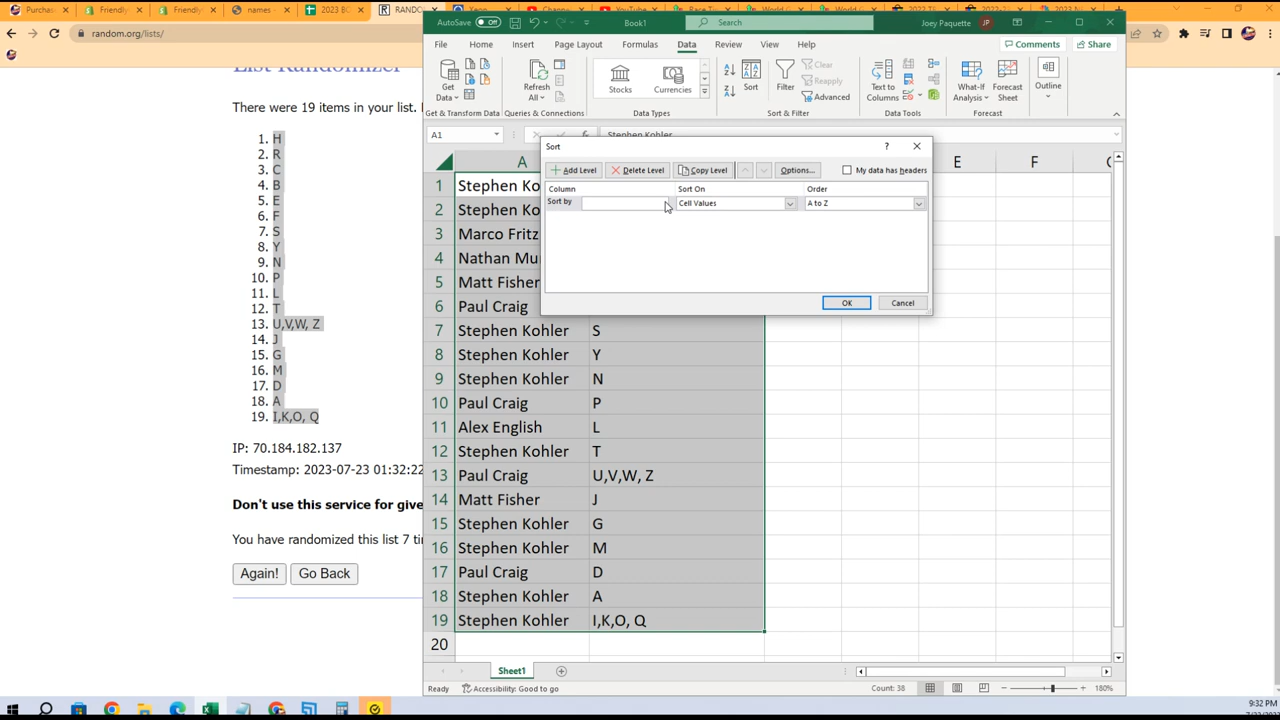 Purchas
Friendly
Friendly
names -
2023 BC
RAND
random.org/lists/
List Randomizer
There were 19 items in your list.
1. H
2. R
3. C
4. B
5. E
6. F
7. S
8. Y
9. N
10. P
11. L
12. T
13. U,V,W, Z
14. J
15. G
16. M
17. D
18. A
19. I,K,O, Q
IP: 70.184.182.137
Timestamp: 2023-07-23 01:32:22
Don't use this service for give
You have randomized this list 7 ti
Again! Go Back
AutoSave Off Book1 Search Joey Paquette JP
File Home Insert Page Layout Formulas Data Review View Help Comments Share
Get Data
Refresh All
Stocks Currencies
Sort Filter
Clear
Reapply
Advanced
Text to Columns
What-If Analysis
Forecast Sheet
Outline
Get & Transform Data Queries & Connections Data Types Sort & Filter Data Tools Forecast
A1 Stephen Kohler
A E F
Sort ?
Add Level Delete Level Copy Level Options... My data has headers
Column Sort On Order
Sort by Cell Values A to Z
OK Cancel
1 Stephen Ko
2 Stephen Ko
3 Marco Fritz
4 Nathan Mu
5 Matt Fisher
6 Paul Craig
7 Stephen Kohler S
8 Stephen Kohler Y
9 Stephen Kohler N
10 Paul Craig P
11 Alex English L
12 Stephen Kohler T
13 Paul Craig U,V,W, Z
14 Matt Fisher J
15 Stephen Kohler G
16 Stephen Kohler M
17 Paul Craig D
18 Stephen Kohler A
19 Stephen Kohler I,K,O, Q
20
Sheet1
Ready Accessibility: Good to go Count: 38 180%
9:32 PM